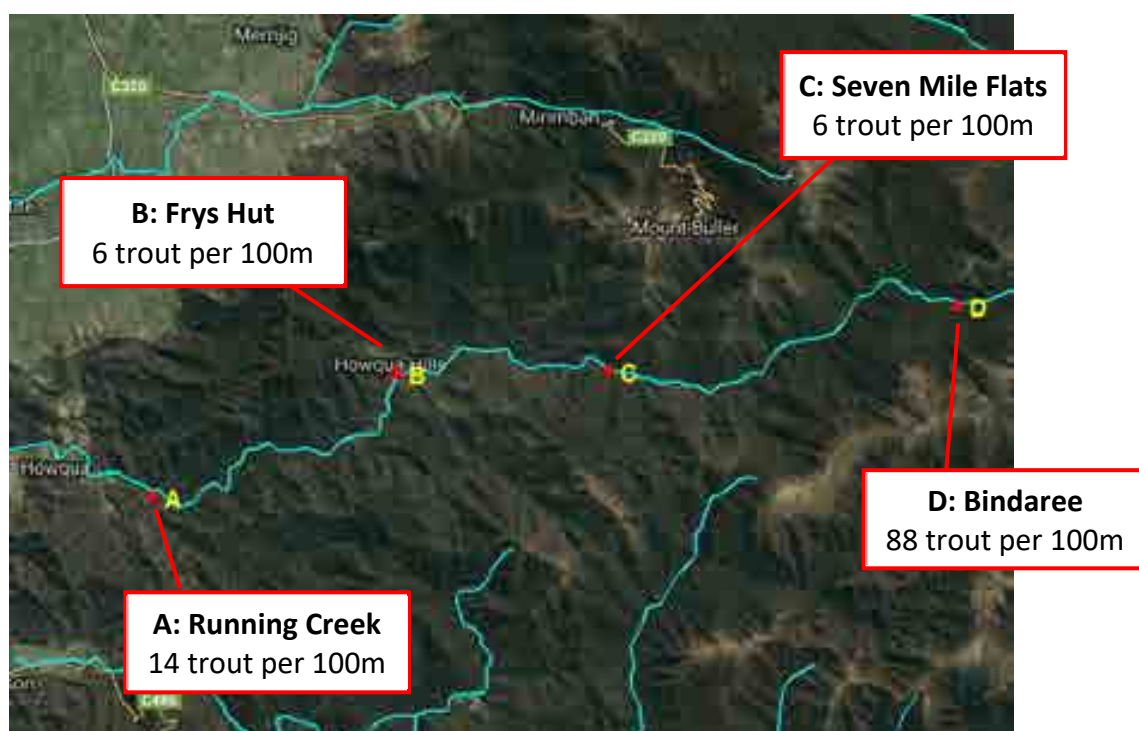 Merrijig
C320
C: Seven Mile Flats
6 trout per 100m
Mirimbah
C320
B: Frys Hut
6 trout per 100m
Mount Buller
D
Howqua Hills
B
C
Howqua
A
D: Bindaree
88 trout per 100m
A: Running Creek
14 trout per 100m